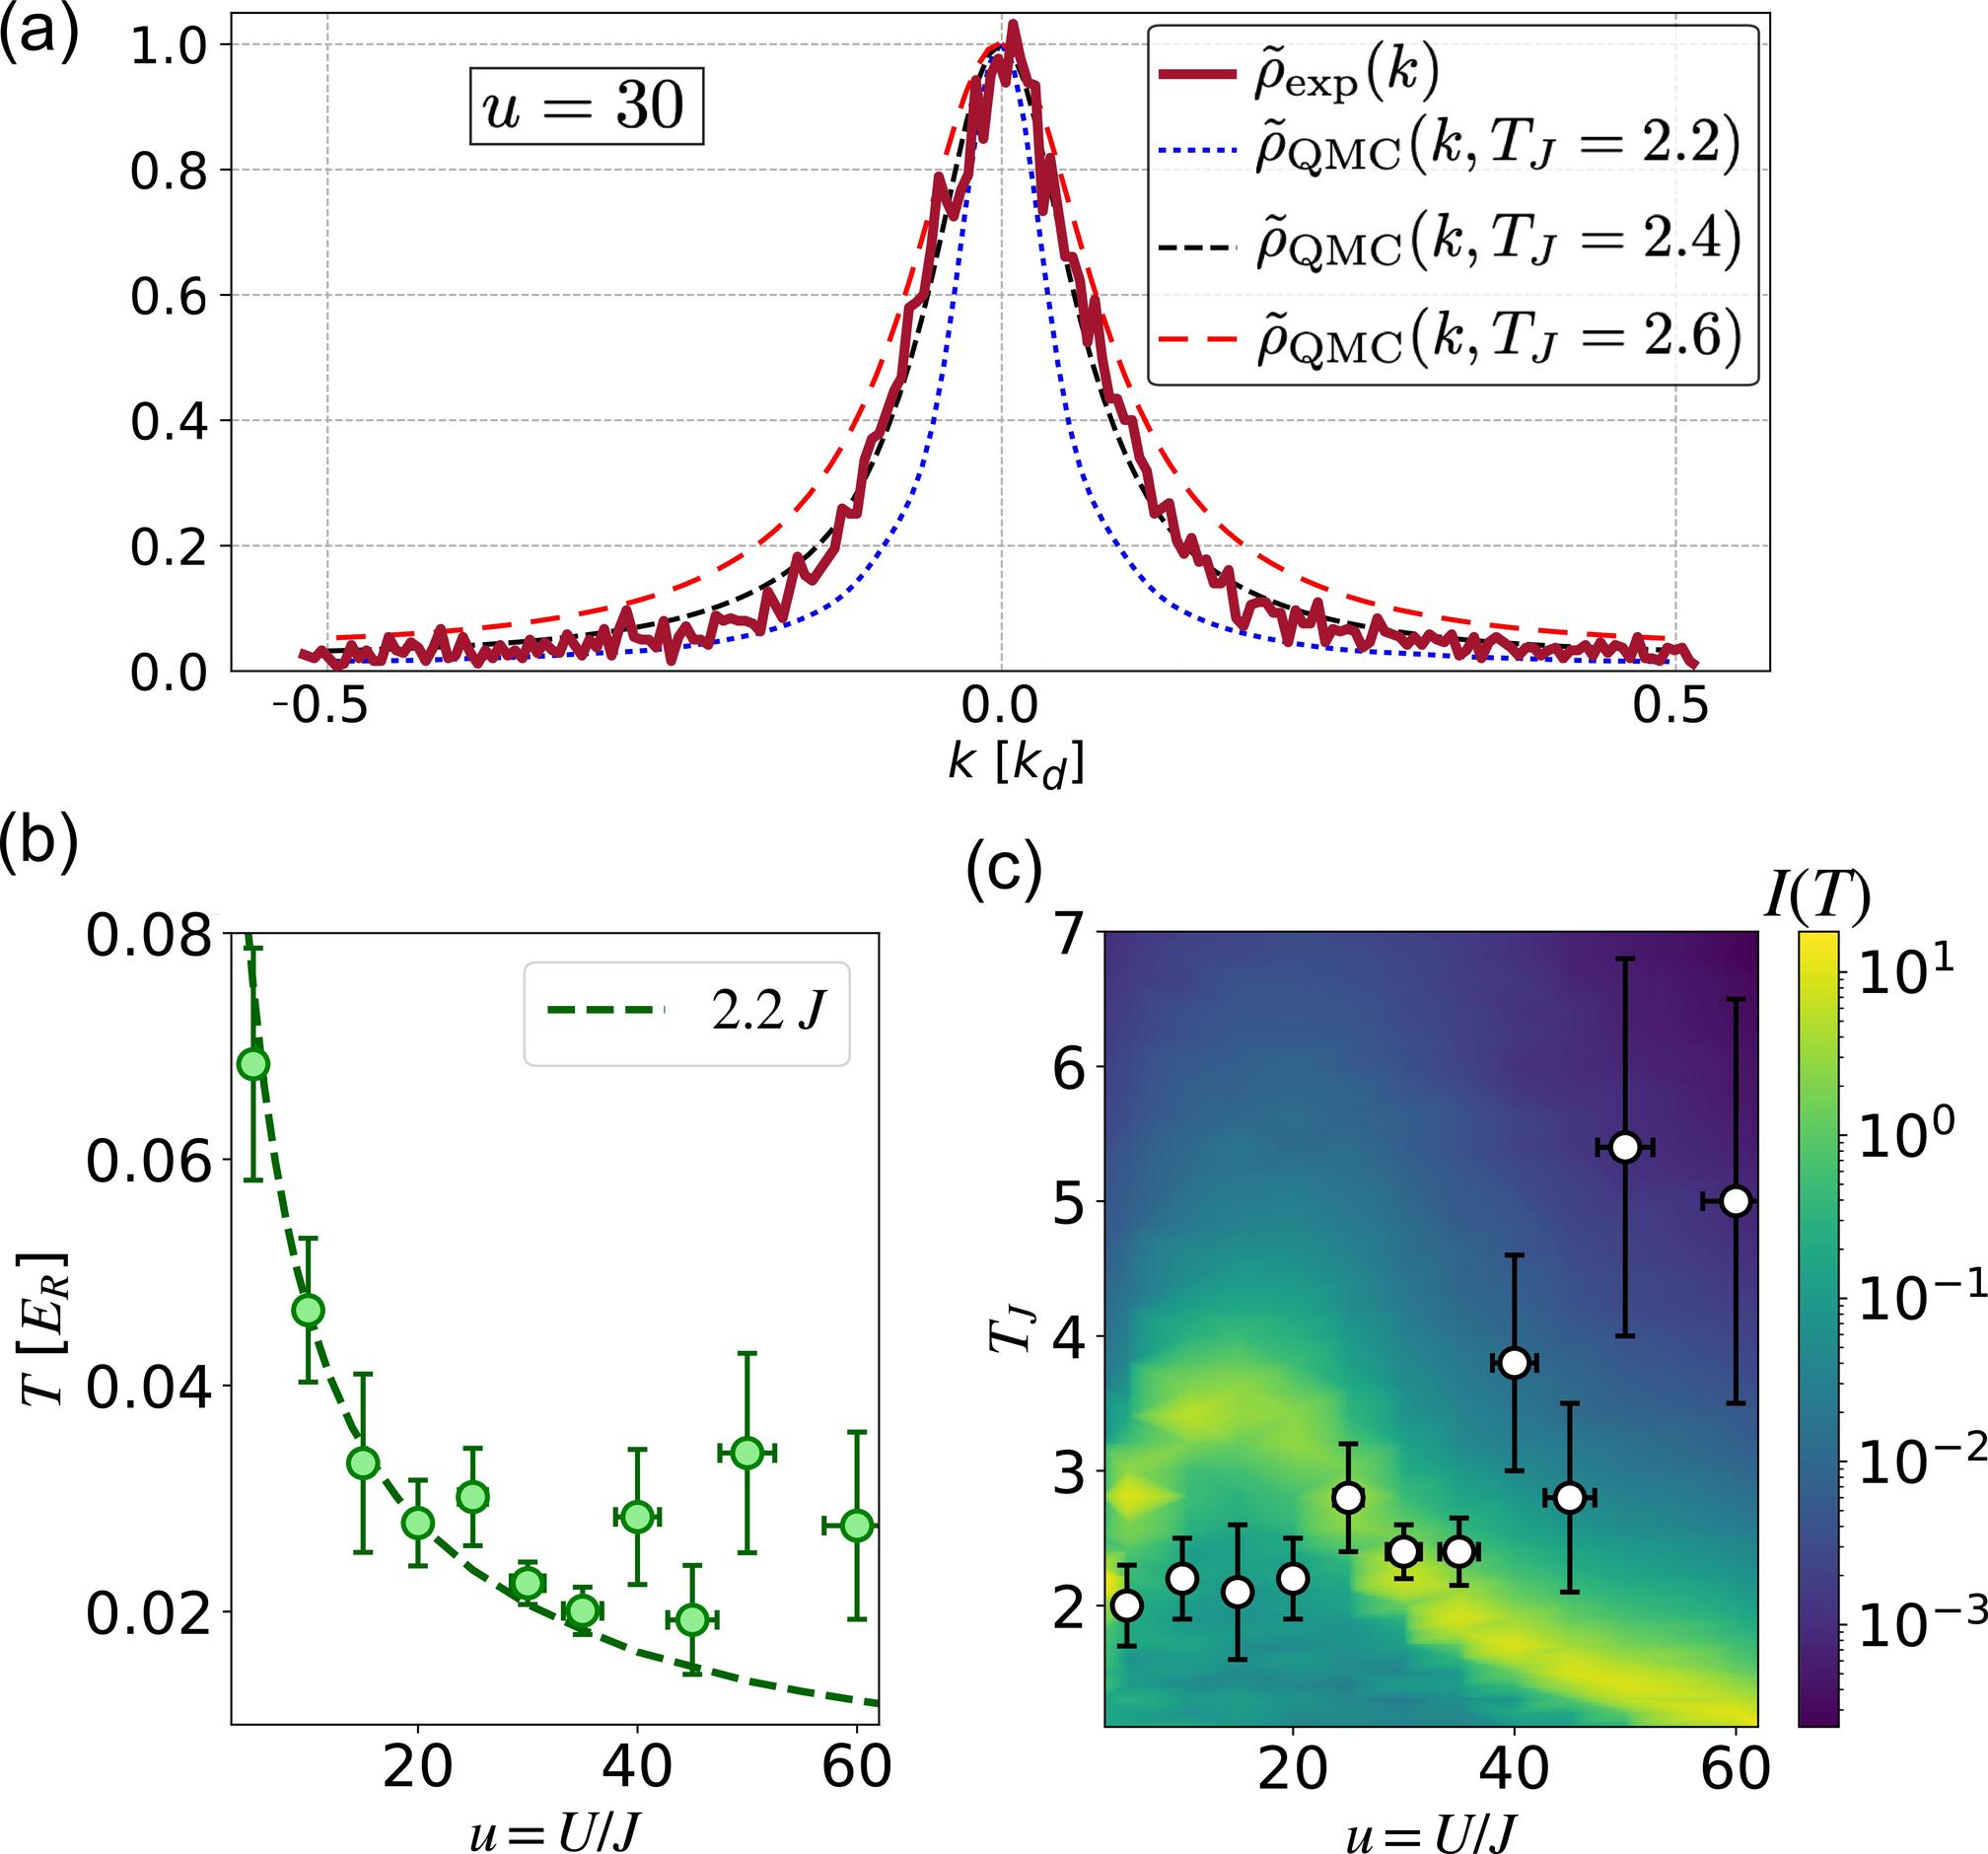 (a)
u = 30
ρ̃exp(k)
ρ̃QMC(k, TJ = 2.2)
ρ̃QMC(k, TJ = 2.4)
ρ̃QMC(k, TJ = 2.6)
1.0
0.8
0.6
0.4
0.2
0.0
-0.5 0.0 0.5
k [kd]
(b)
2.2 J
0.08
0.06
0.04
0.02
T [ER]
20 40 60
u = U/J
(c)
I(T)
7
6
5
4
3
2
TJ
20 40 60
u = U/J
10¹
10⁰
10⁻¹
10⁻²
10⁻³